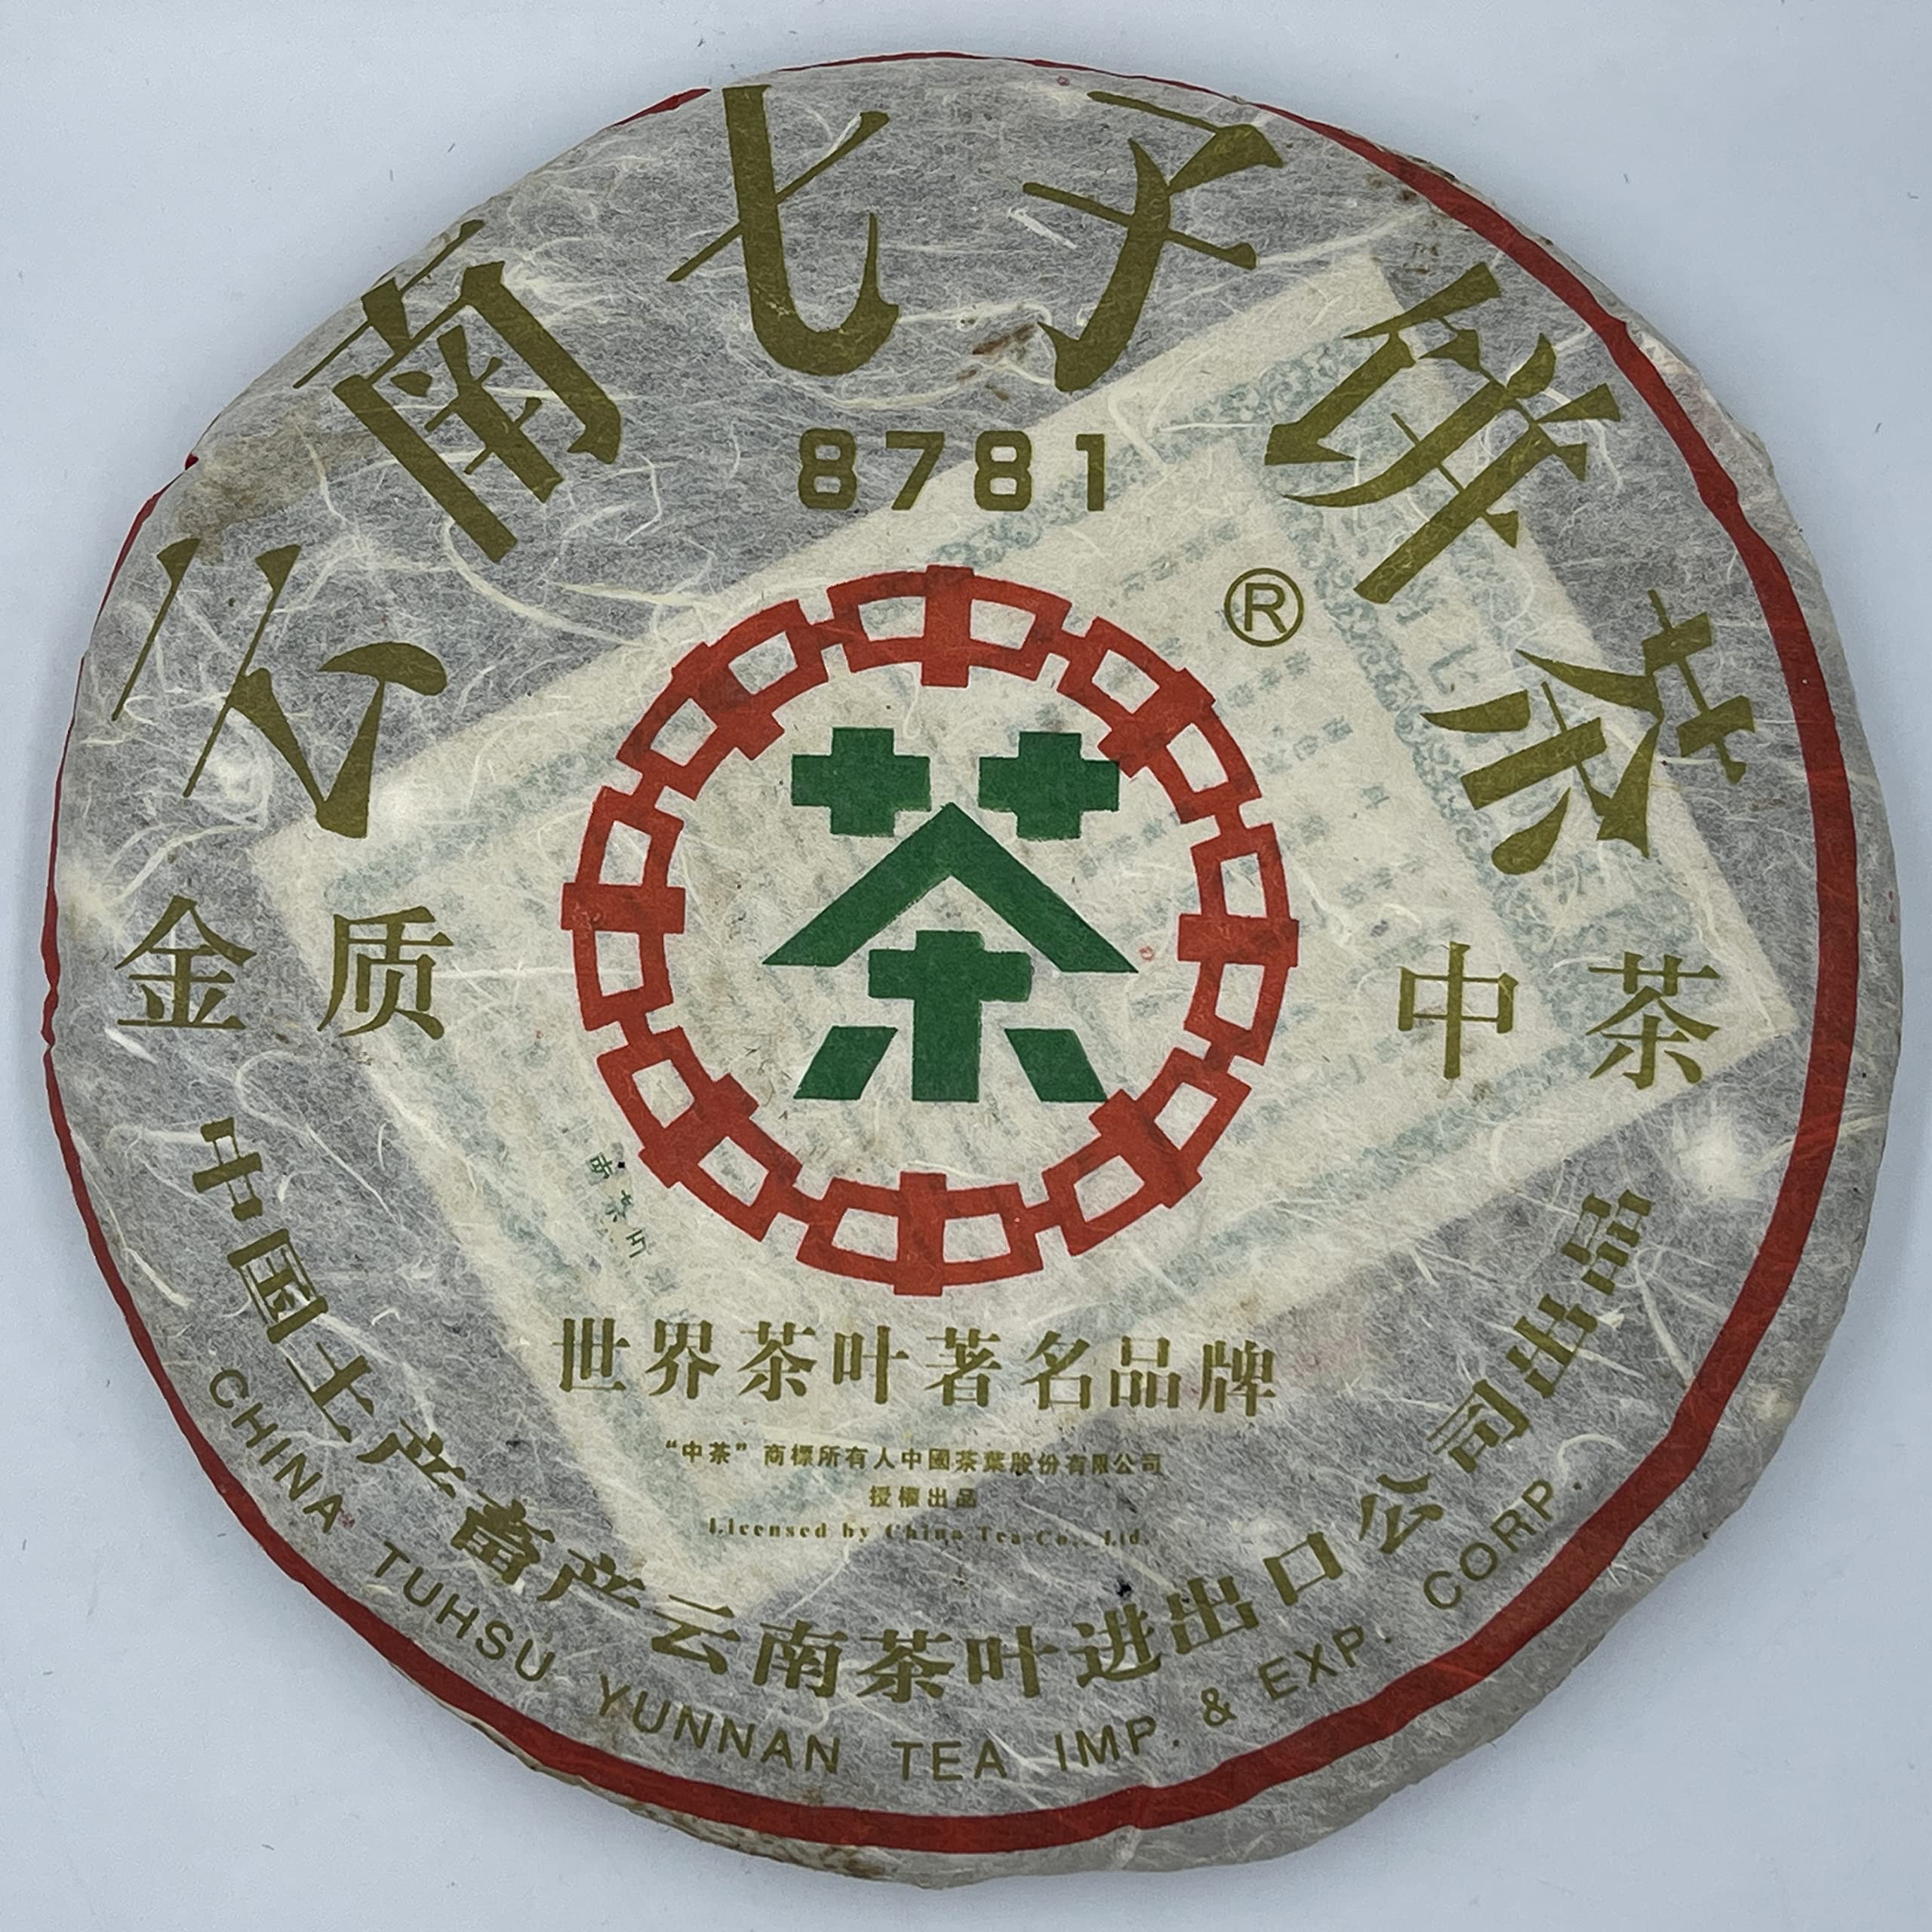 云南七子饼茶
8781
®
茶
金质
中茶
世界茶叶著名品牌
“中茶”商標所有人中國茶葉股份有限公司
授權出品
Licensed by China Tea Co., Ltd.
中国土产畜产云南茶叶进出口公司出品
CHINA TUHSU YUNNAN TEA IMP. & EXP. CORP.